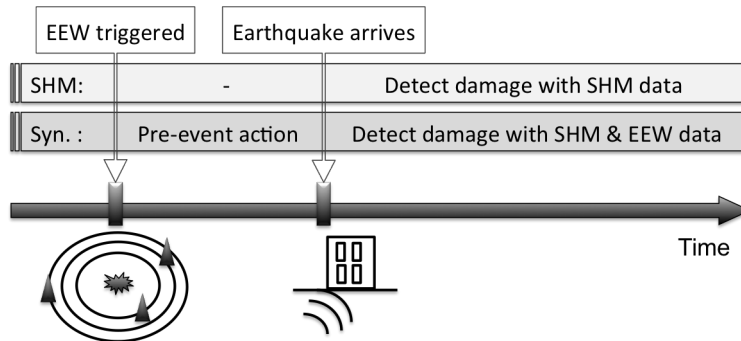 EEW triggered
Earthquake arrives
SHM: - Detect damage with SHM data
Syn. : Pre-event action Detect damage with SHM & EEW data
Time